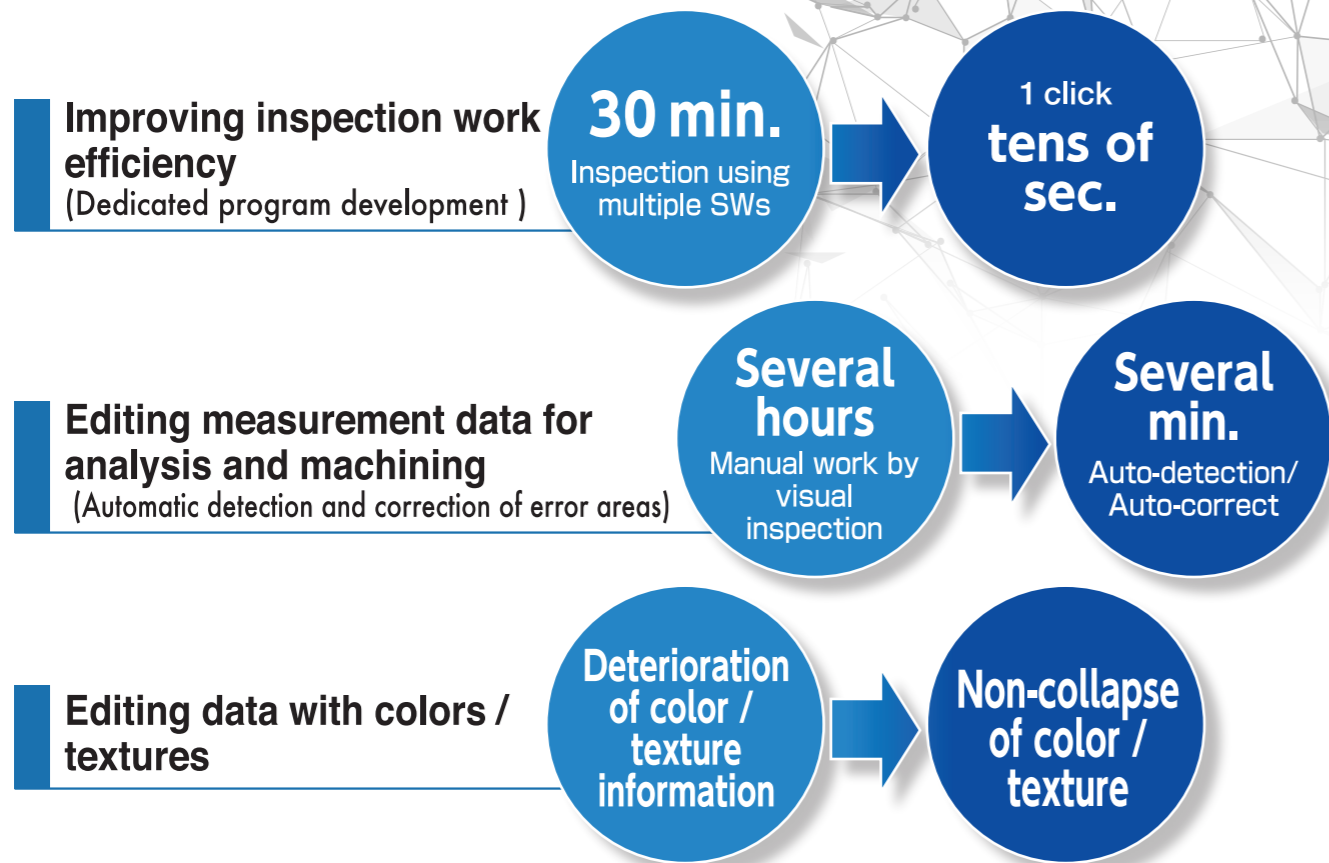 Improving inspection work
efficiency
(Dedicated program development )
30 min.
Inspection using
multiple SWs
1 click
tens of
sec.
Editing measurement data for
analysis and machining
(Automatic detection and correction of error areas)
Several
hours
Manual work by
visual
inspection
Several
min.
Auto-detection/
Auto-correct
Editing data with colors /
textures
Deterioration
of color /
texture
information
Non-collapse
of color /
texture